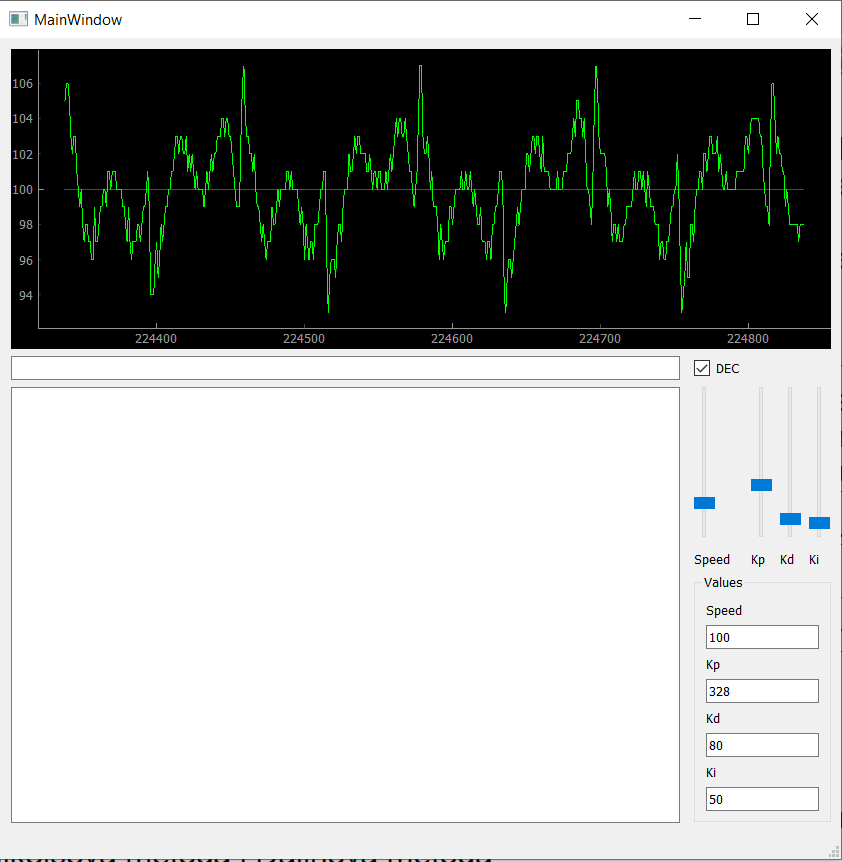 MainWindow
106
104
102
100
98
96
94
224400 224500 224600 224700 224800
DEC
Speed Kp Kd Ki
Values
Speed
100
Kp
328
Kd
80
Ki
50